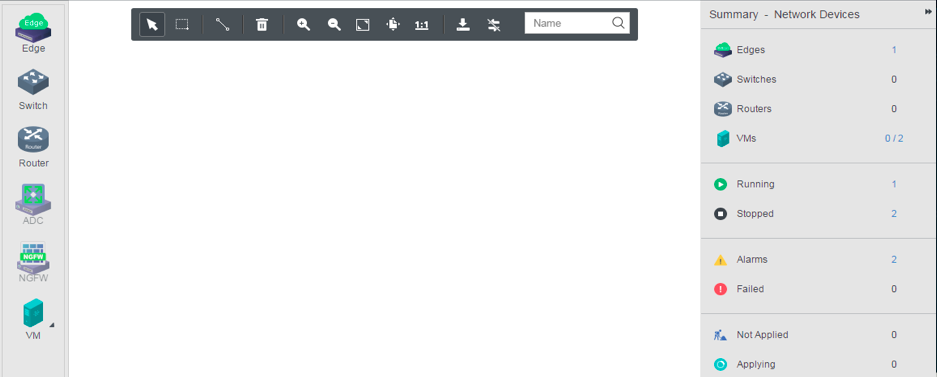 Edge
Edge
Switch
Router
Router
ADC
NGFW
NGFW
VM
1:1
Name
Summary - Network Devices
Edges 1
Switches 0
Routers 0
VMs 0 / 2
Running 1
Stopped 2
Alarms 2
Failed 0
Not Applied 0
Applying 0